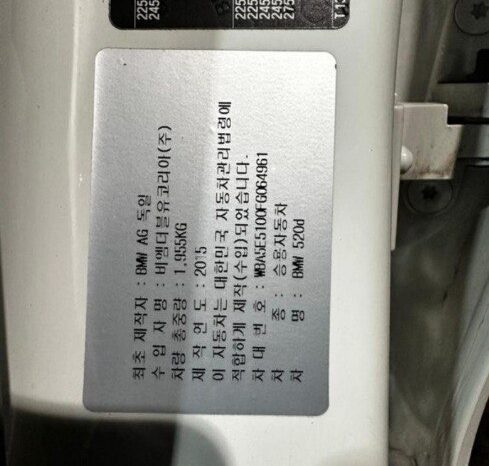 최초 제작자 : BMW AG 독일
수 입 자 명 : 비엠더블유코리아(주)
차량 총중량 : 1,955KG
제 작 연 도 : 2015
이 자동차는 대한민국 자동차관리법령에
적합하게 제작(수입)되었습니다.
차 대 번 호 : WBA5E5100FG064961
차 종 : 승용자동차
차 명 : BMW 520d